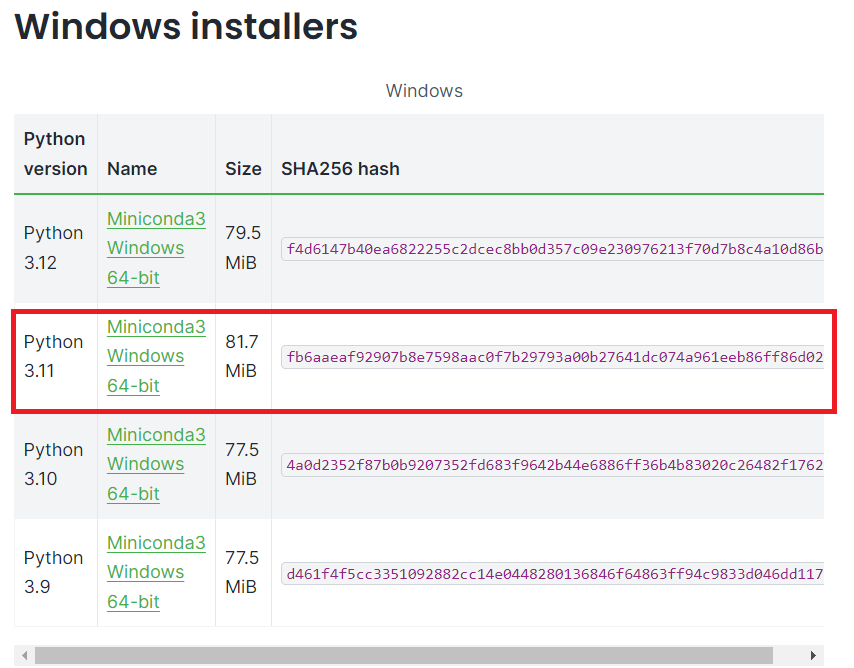 Windows installers
Windows
Python
version Name Size SHA256 hash
Python
3.12
Miniconda3
Windows
64-bit
79.5
MiB
f4d6147b40ea6822255c2dcec8bb0d357c09e230976213f70d7b8c4a10d86b
Python
3.11
Miniconda3
Windows
64-bit
81.7
MiB
fb6aaeaf92907b8e7598aac0f7b29793a00b27641dc074a961eeb86ff86d02
Python
3.10
Miniconda3
Windows
64-bit
77.5
MiB
4a0d2352f87b0b9207352fd683f9642b44e6886ff36b4b83020c26482f1762
Python
3.9
Miniconda3
Windows
64-bit
77.5
MiB
d461f4f5cc3351092882cc14e0448280136846f64863ff94c9833d046dd117